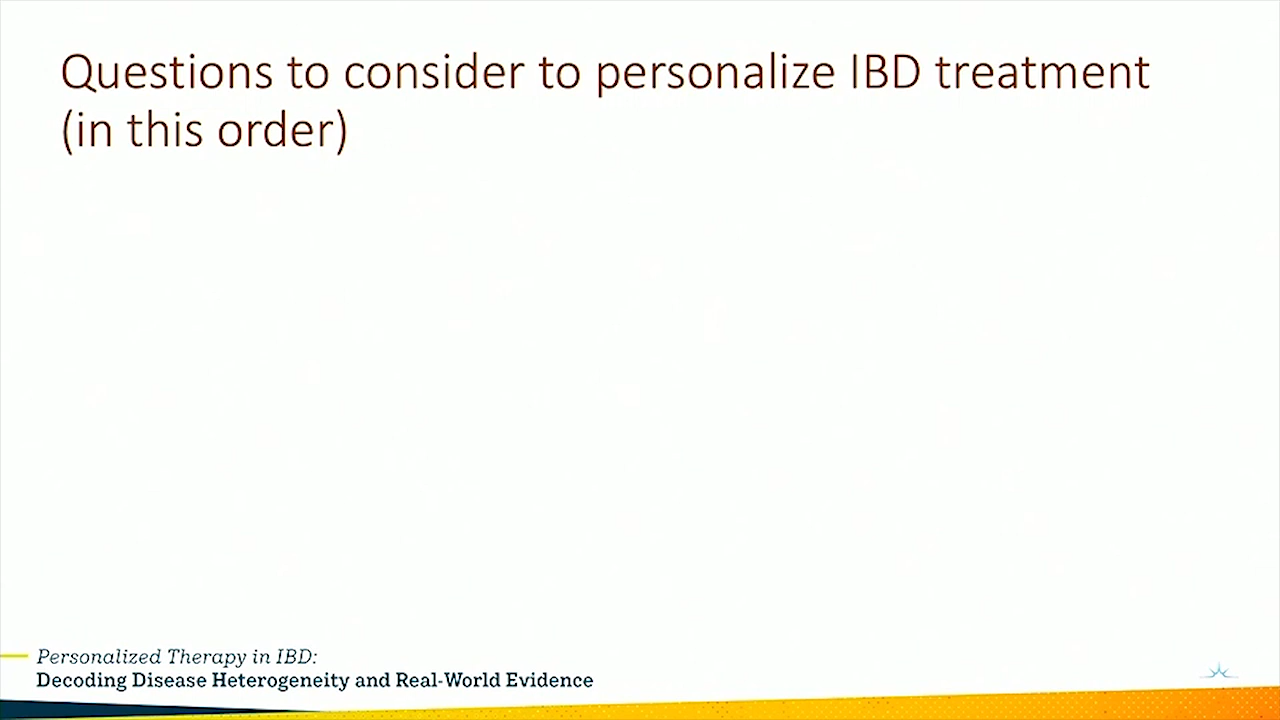 Questions to consider to personalize IBD treatment
(in this order)
Personalized Therapy in IBD:
Decoding Disease Heterogeneity and Real-World Evidence